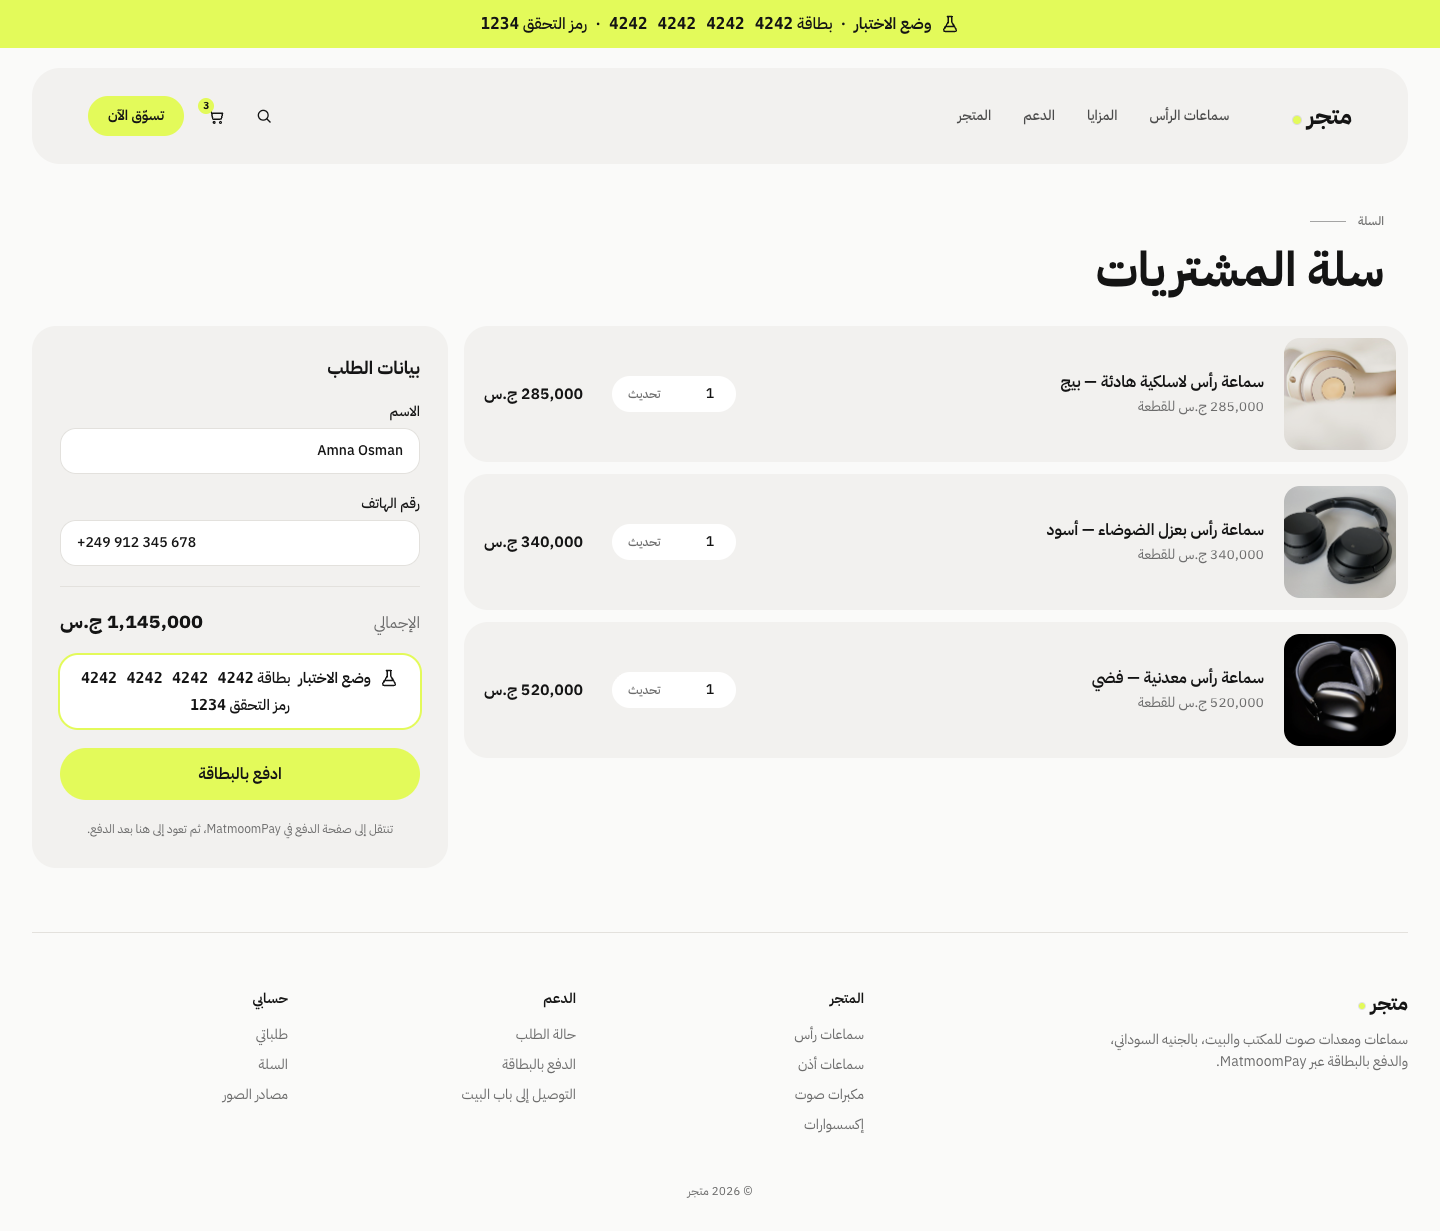 وضع الاختبار · بطاقة 4242 4242 4242 4242 · رمز التحقق 1234
متجر
سماعات الرأس
المزايا
الدعم
المتجر
3
تسوّق الآن
السلة
سلة المشتريات
سماعة رأس لاسلكية هادئة — بيج
285,000 ج.س للقطعة
1
تحديث
285,000 ج.س
سماعة رأس بعزل الضوضاء — أسود
340,000 ج.س للقطعة
1
تحديث
340,000 ج.س
سماعة رأس معدنية — فضي
520,000 ج.س للقطعة
1
تحديث
520,000 ج.س
بيانات الطلب
الاسم
Amna Osman
رقم الهاتف
+249 912 345 678
الإجمالي
1,145,000 ج.س
وضع الاختبار بطاقة 4242 4242 4242 4242
رمز التحقق 1234
ادفع بالبطاقة
تنتقل إلى صفحة الدفع في MatmoomPay، ثم تعود إلى هنا بعد الدفع.
متجر
سماعات ومعدات صوت للمكتب والبيت، بالجنيه السوداني،
والدفع بالبطاقة عبر MatmoomPay.
المتجر
سماعات رأس
سماعات أذن
مكبرات صوت
إكسسوارات
الدعم
حالة الطلب
الدفع بالبطاقة
التوصيل إلى باب البيت
حسابي
طلباتي
السلة
مصادر الصور
© 2026 متجر